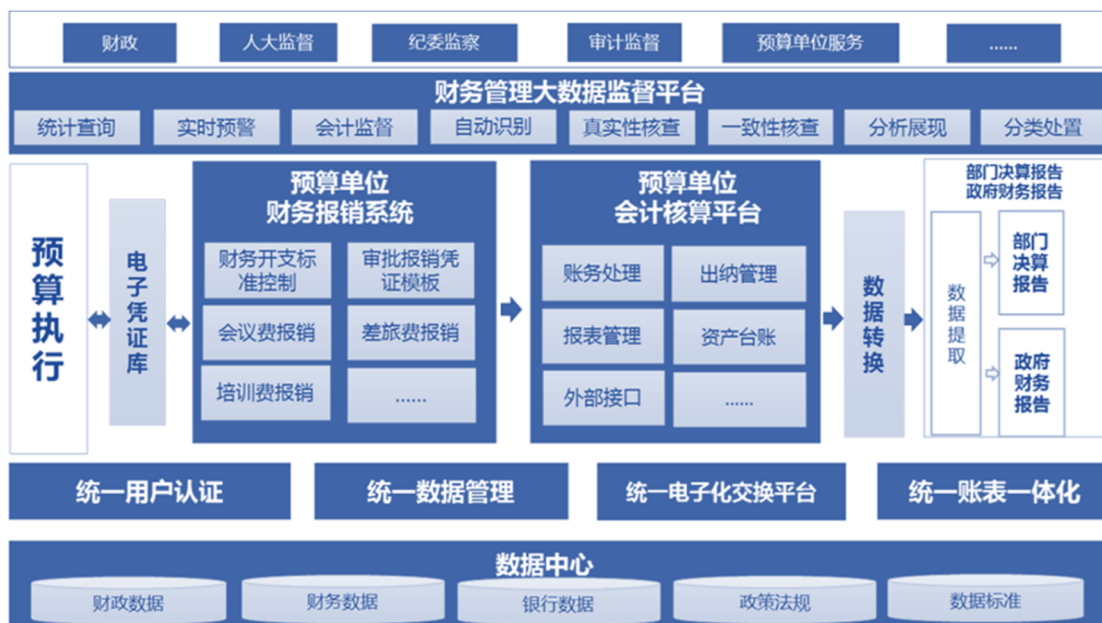 财政
人大监督
纪委监察
审计监督
预算单位服务
......
财务管理大数据监督平台
统计查询
实时预警
会计监督
自动识别
真实性核查
一致性核查
分析展现
分类处置
预算执行
电子凭证库
预算单位
财务报销系统
财务开支标
准控制
审批报销凭
证模板
会议费报销
差旅费报销
培训费报销
......
预算单位
会计核算平台
账务处理
出纳管理
报表管理
资产台账
外部接口
......
数据转换
部门决算报告
政府财务报告
数据提取
部门
决算
报告
政府
财务
报告
统一用户认证
统一数据管理
统一电子化交换平台
统一账表一体化
数据中心
财政数据
财务数据
银行数据
政策法规
数据标准